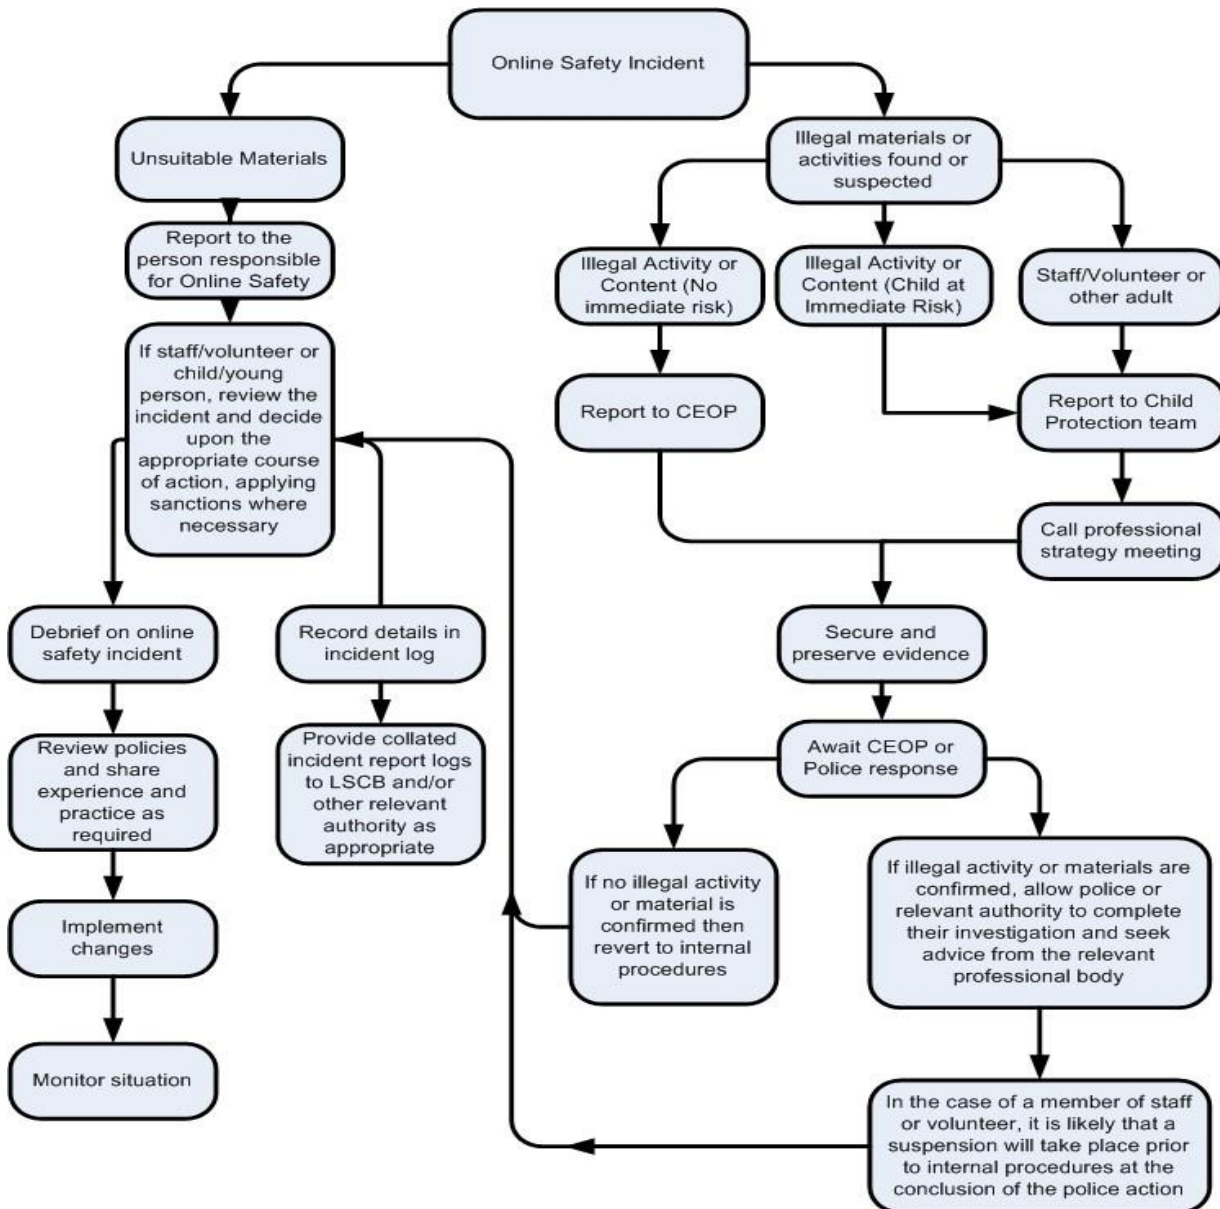 Online Safety Incident
Unsuitable Materials
Illegal materials or
activities found or
suspected
Report to the
person responsible
for Online Safety
Illegal Activity or
Content (No
immediate risk)
Illegal Activity or
Content (Child at
Immediate Risk)
Staff/Volunteer or
other adult
If staff/volunteer or
child/young
person, review the
incident and decide
upon the
appropriate course
of action, applying
sanctions where
necessary
Report to CEOP
Report to Child
Protection team
Call professional
strategy meeting
Debrief on online
safety incident
Record details in
incident log
Secure and
preserve evidence
Review policies
and share
experience and
practice as
required
Provide collated
incident report logs
to LSCB and/or
other relevant
authority as
appropriate
Await CEOP or
Police response
If no illegal activity
or material is
confirmed then
revert to internal
procedures
If illegal activity or materials are
confirmed, allow police or
relevant authority to complete
their investigation and seek
advice from the relevant
professional body
Implement
changes
Monitor situation
In the case of a member of staff
or volunteer, it is likely that a
suspension will take place prior
to internal procedures at the
conclusion of the police action